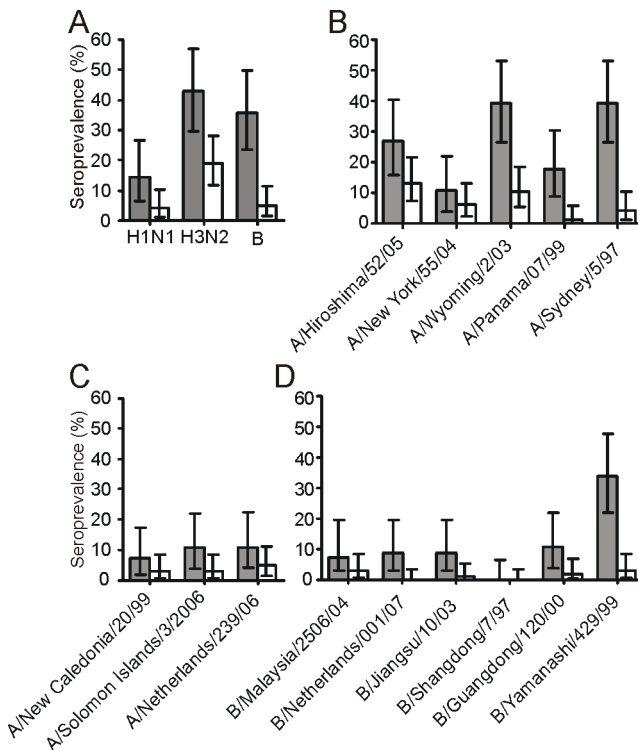 A
Seroprevalence (%)
60
50
40
30
20
10
0
H1N1 H3N2 B
B
60
50
40
30
20
10
0
A/Hiroshima/52/05
A/New York/55/04
A/Wyoming/2/03
A/Panama/07/99
A/Sydney/5/97
C
Seroprevalence (%)
60
50
40
30
20
10
0
A/New Caledonia/20/99
A/Solomon Islands/3/2006
A/Netherlands/239/06
D
60
50
40
30
20
10
0
B/Malaysia/2506/04
B/Netherlands/001/07
B/Jiangsu/10/03
B/Shangdong/7/97
B/Guangdong/120/00
B/Yamanashi/429/99